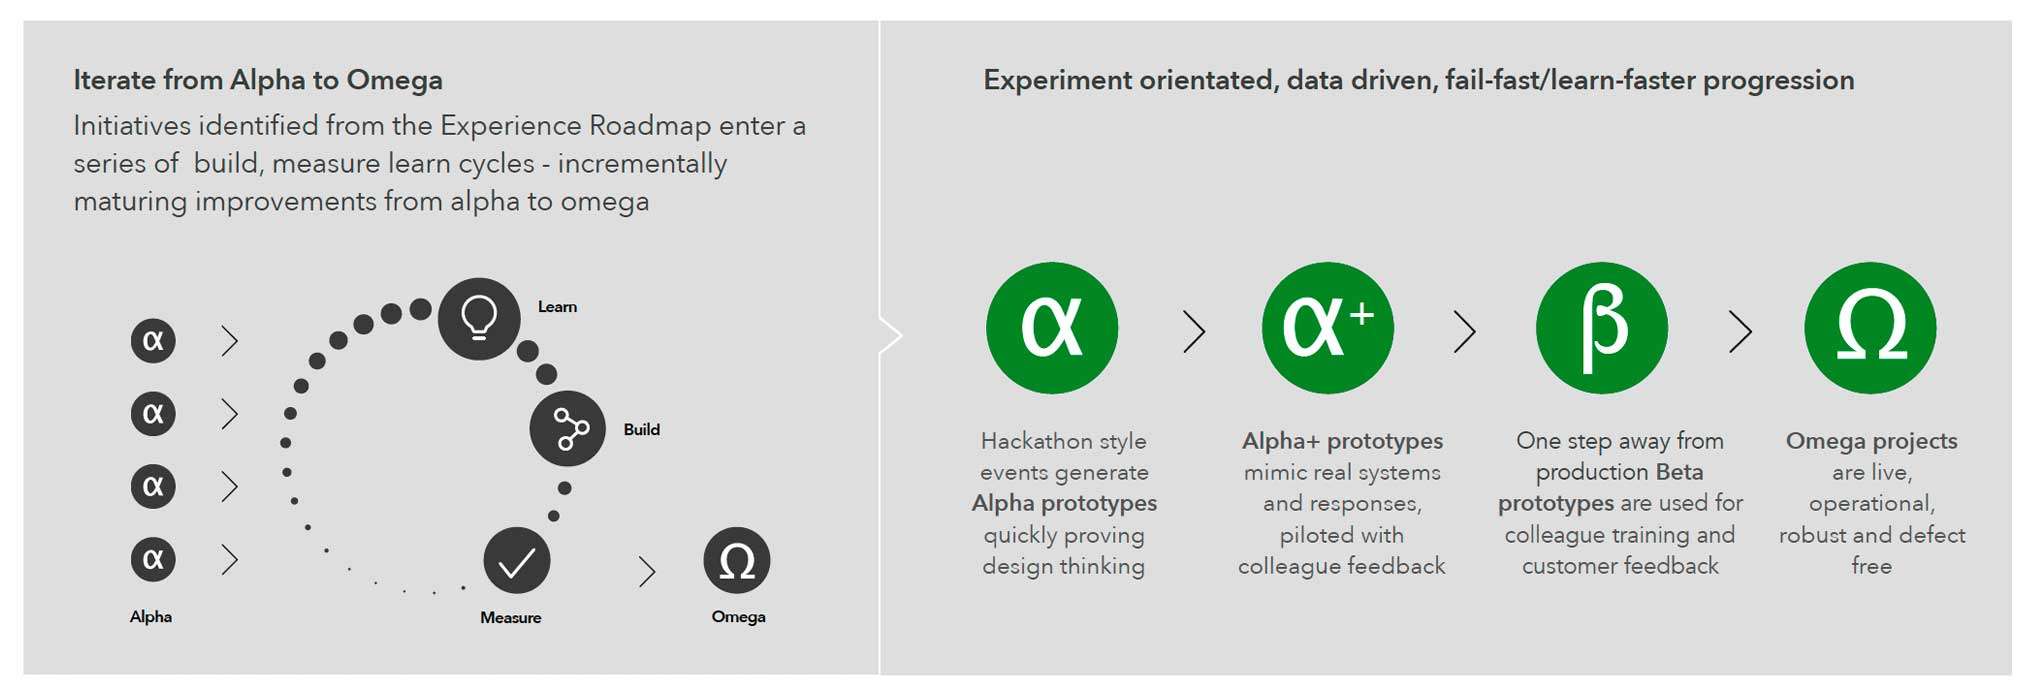 Iterate from Alpha to Omega
Initiatives identified from the Experience Roadmap enter a
series of  build, measure learn cycles - incrementally
maturing improvements from alpha to omega
α
α
α
α
Alpha
Learn
Build
Measure
Ω
Omega
Experiment orientated, data driven, fail-fast/learn-faster progression
α
Hackathon style
events generate
Alpha prototypes
quickly proving
design thinking
α+
Alpha+ prototypes
mimic real systems
and responses,
piloted with
colleague feedback
β
One step away from
production Beta
prototypes are used for
colleague training and
customer feedback
Ω
Omega projects
are live,
operational,
robust and defect
free